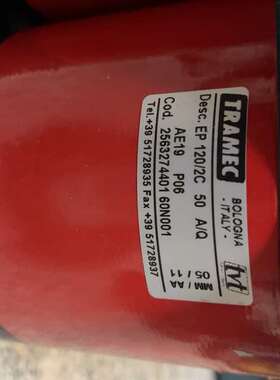 TRAMEC
BOLOGNA
- ITALY -
tvt
Desc. EP 120/2C 50 A/Q
AE19 P06
MM / AA
05 / 11
Cod. 2563274401 60N001
Tel.+39 51728935 Fax +39 51728937